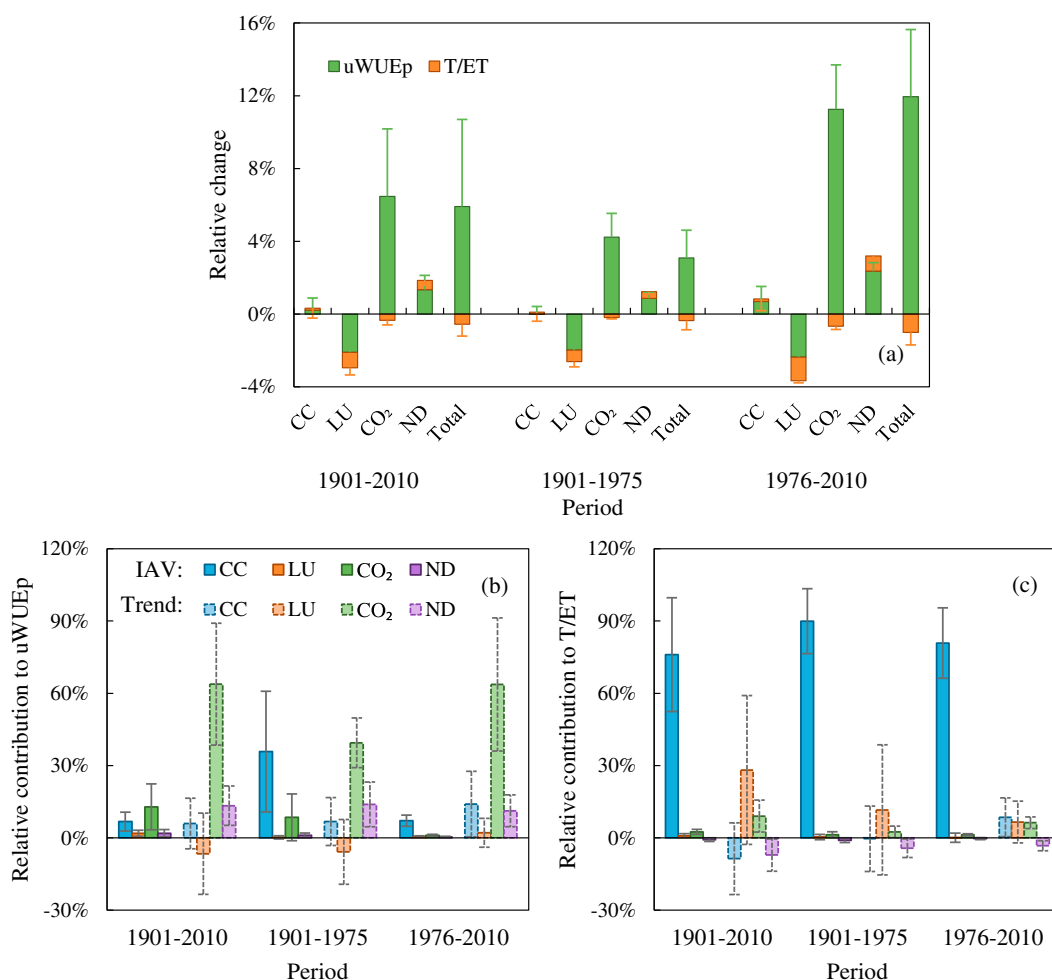 16%
12%
8%
4%
0%
-4%
Relative change
uWUEp T/ET
(a)
CC LU CO₂ ND Total CC LU CO₂ ND Total CC LU CO₂ ND Total
1901-2010 1901-1975 1976-2010
Period
120%
90%
60%
30%
0%
-30%
Relative contribution to uWUEp
IAV: CC LU CO₂ ND
Trend: CC LU CO₂ ND
(b)
1901-2010 1901-1975 1976-2010
Period
120%
90%
60%
30%
0%
-30%
Relative contribution to T/ET
(c)
1901-2010 1901-1975 1976-2010
Period